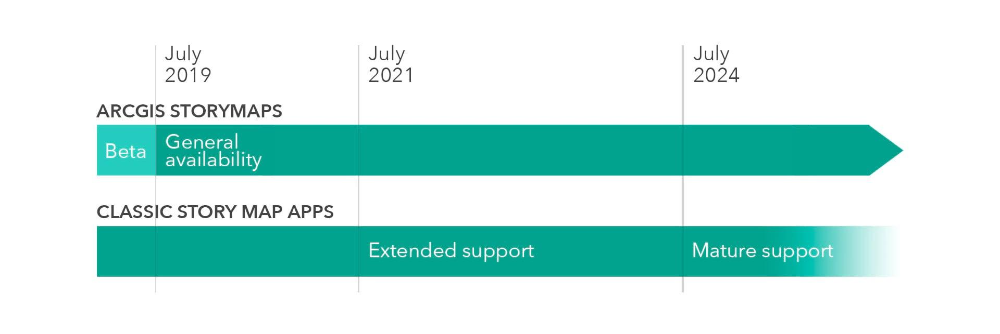 July
2019
July
2021
July
2024
ARCGIS STORYMAPS
Beta
General
availability
CLASSIC STORY MAP APPS
Extended support
Mature support